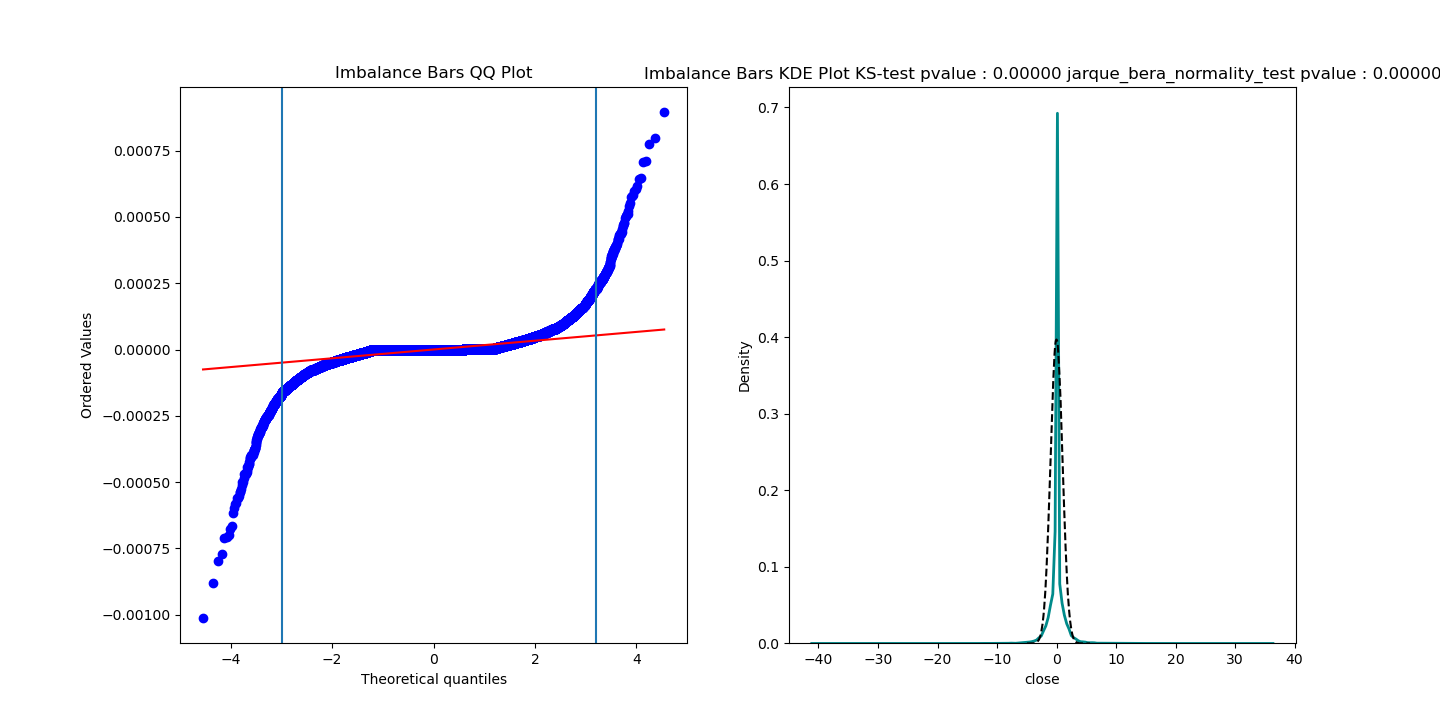 Imbalance Bars QQ Plot
Imbalance Bars KDE Plot KS-test pvalue : 0.00000 jarque_bera_normality_test pvalue : 0.00000
0.00075
0.00050
0.00025
0.00000
−0.00025
−0.00050
−0.00075
−0.00100
Ordered Values
−4 −2 0 2 4
Theoretical quantiles
0.7
0.6
0.5
0.4
0.3
0.2
0.1
0.0
Density
−40 −30 −20 −10 0 10 20 30 40
close